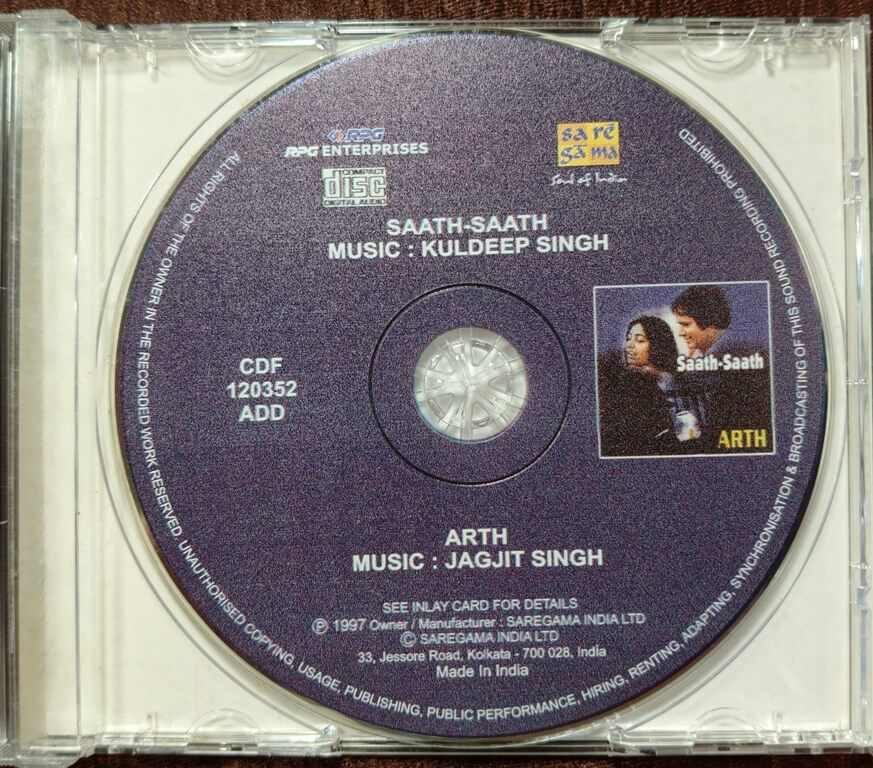 RPG
RPG ENTERPRISES
COMPACT
disc
DIGITAL AUDIO
sa rē
gā ma
Soul of India
SAATH-SAATH
MUSIC : KULDEEP SINGH
CDF
120352
ADD
Saath-Saath
ARTH
ARTH
MUSIC : JAGJIT SINGH
SEE INLAY CARD FOR DETAILS
Ⓟ 1997 Owner / Manufacturer : SAREGAMA INDIA LTD
© SAREGAMA INDIA LTD
33, Jessore Road, Kolkata - 700 028, India
Made In India
ALL RIGHTS OF THE OWNER IN THE RECORDED WORK RESERVED. UNAUTHORISED COPYING, USAGE, PUBLISHING, PUBLIC PERFORMANCE, HIRING, RENTING, ADAPTING, SYNCHRONISATION & BROADCASTING OF THIS SOUND RECORDING PROHIBITED